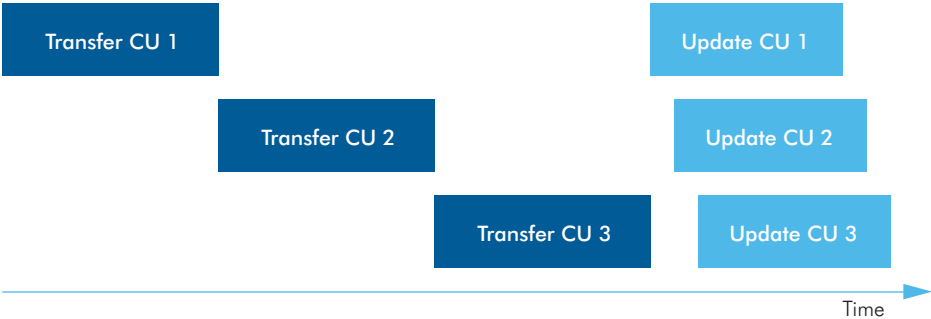 Transfer CU 1
Update CU 1
Transfer CU 2
Update CU 2
Transfer CU 3
Update CU 3
Time